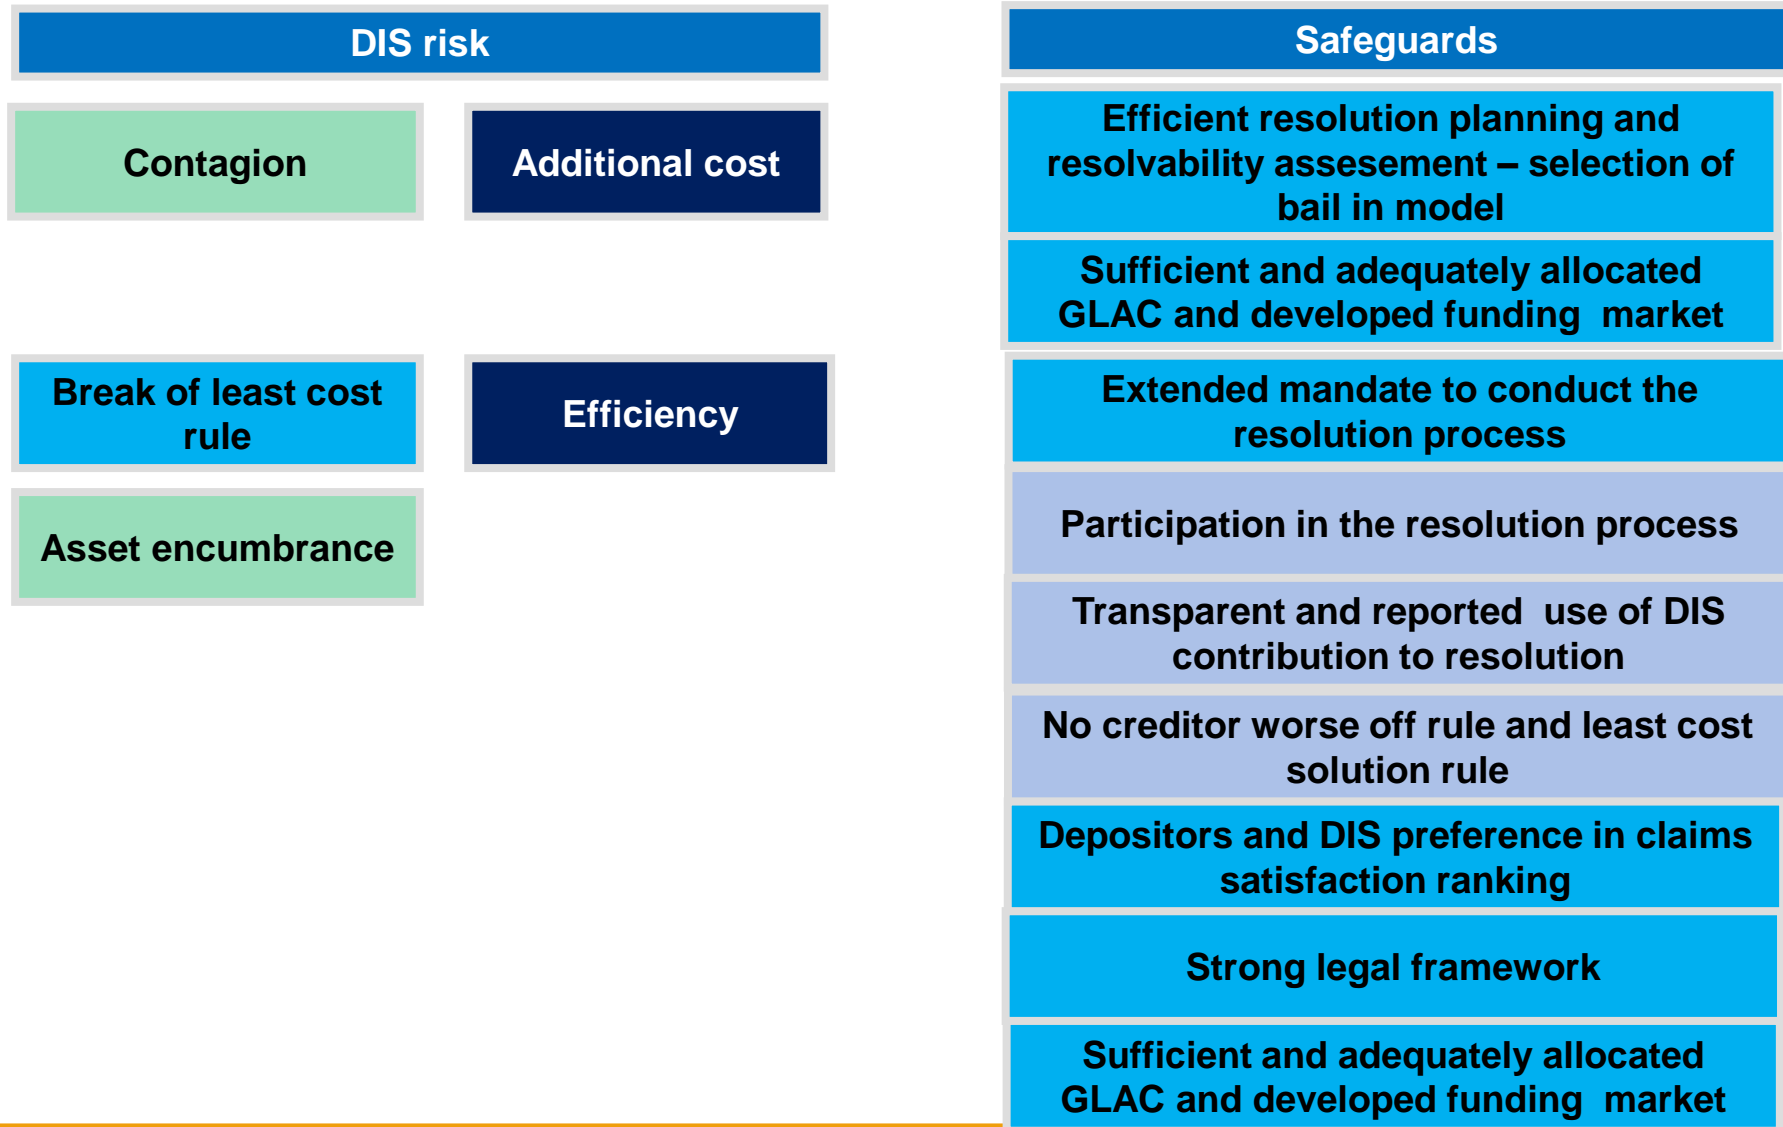 DIS risk
Contagion
Additional cost
Break of least cost
rule
Efficiency
Asset encumbrance
Safeguards
Efficient resolution planning and
resolvability assesement – selection of
bail in model
Sufficient and adequately allocated
GLAC and developed funding  market
Extended mandate to conduct the
resolution process
Participation in the resolution process
Transparent and reported  use of DIS
contribution to resolution
No creditor worse off rule and least cost
solution rule
Depositors and DIS preference in claims
satisfaction ranking
Strong legal framework
Sufficient and adequately allocated
GLAC and developed funding  market